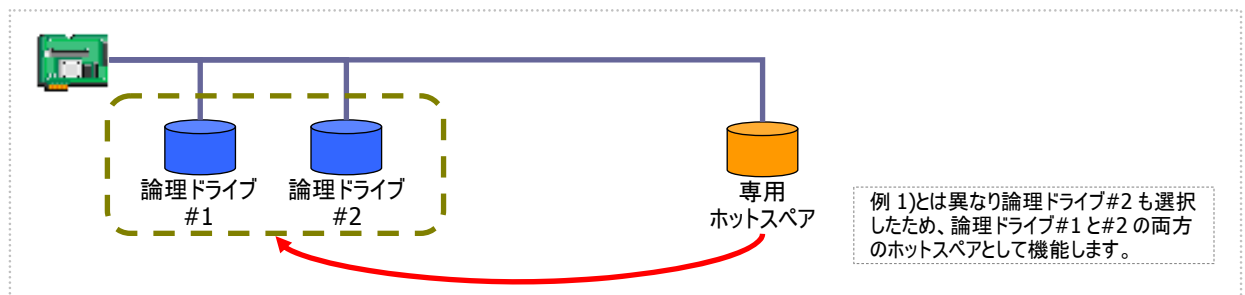 論理ドライブ
#1
論理ドライブ
#2
専用
ホットスペア
例 1)とは異なり論理ドライブ#2 も選択
したため、論理ドライブ#1 と#2 の両方
のホットスペアとして機能します。